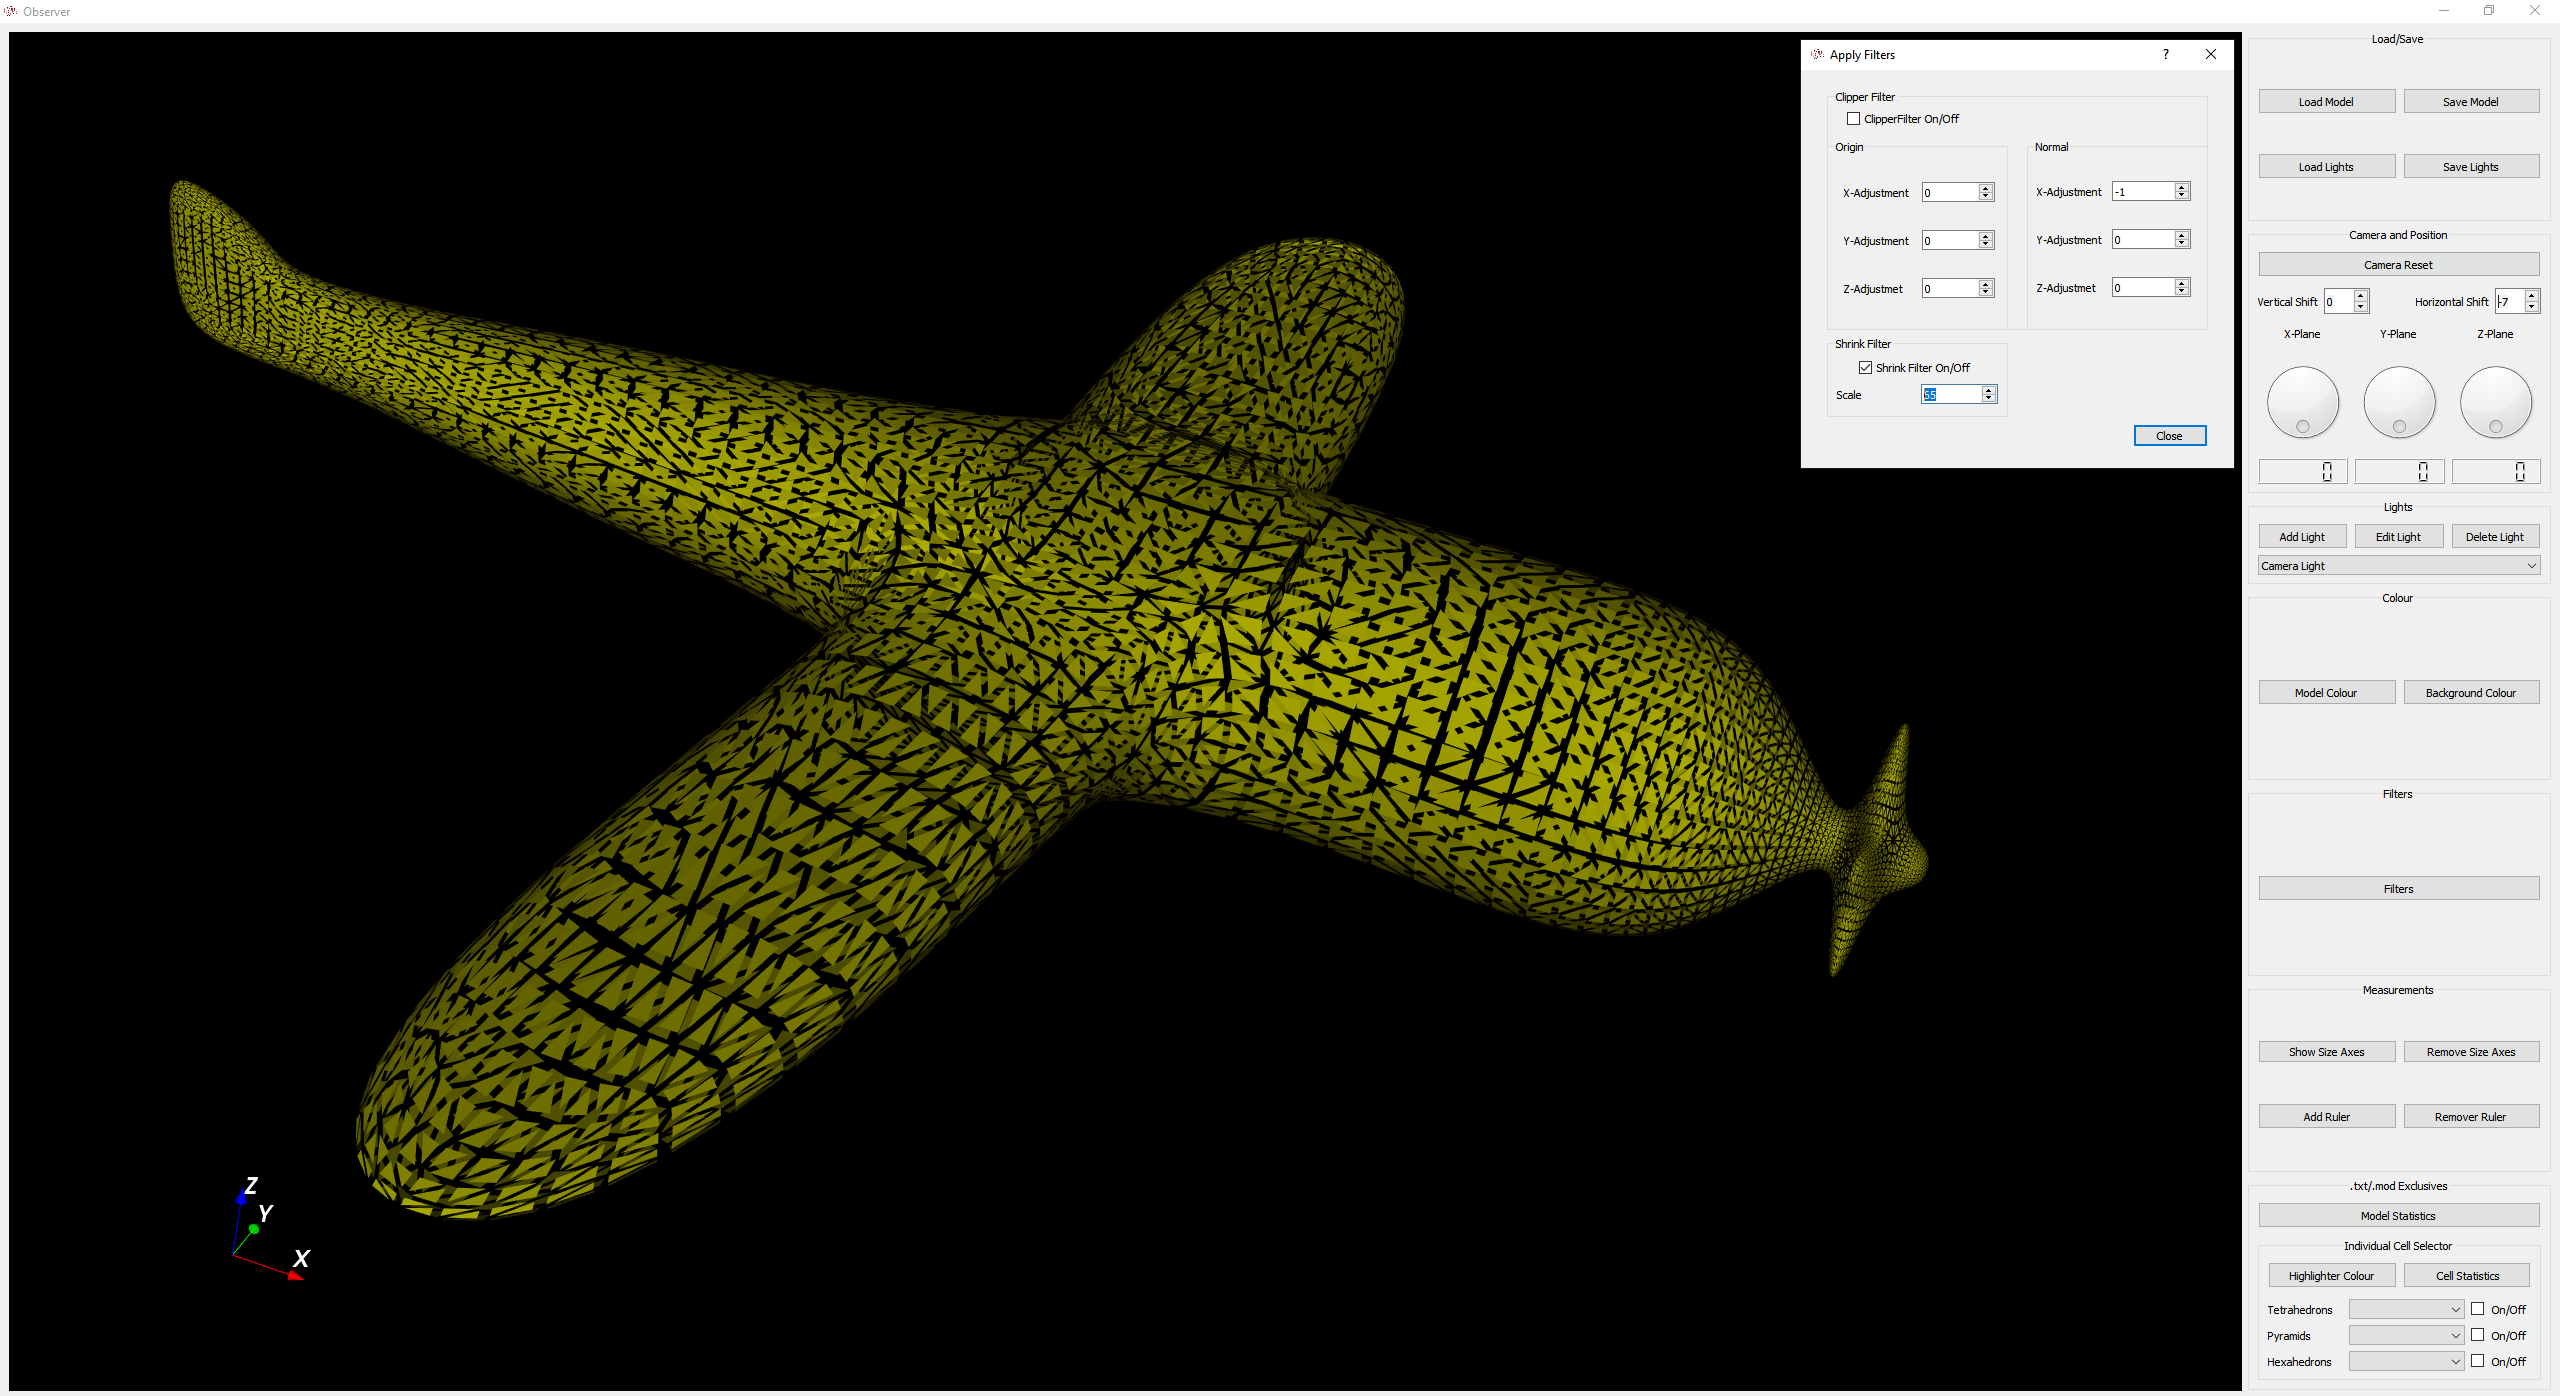 Observer
Apply Filters
?
Clipper Filter
ClipperFilter On/Off
Origin
Normal
X-Adjustment 0
X-Adjustment -1
Y-Adjustment 0
Y-Adjustment 0
Z-Adjustmet 0
Z-Adjustmet 0
Shrink Filter
Shrink Filter On/Off
Scale 55
Close
Z
Y
X
Load/Save
Load Model
Save Model
Load Lights
Save Lights
Camera and Position
Camera Reset
Vertical Shift 0
Horizontal Shift -7
X-Plane
Y-Plane
Z-Plane
0
0
0
Lights
Add Light
Edit Light
Delete Light
Camera Light
Colour
Model Colour
Background Colour
Filters
Filters
Measurements
Show Size Axes
Remove Size Axes
Add Ruler
Remover Ruler
.txt/.mod Exclusives
Model Statistics
Individual Cell Selector
Highlighter Colour
Cell Statistics
Tetrahedrons
On/Off
Pyramids
On/Off
Hexahedrons
On/Off